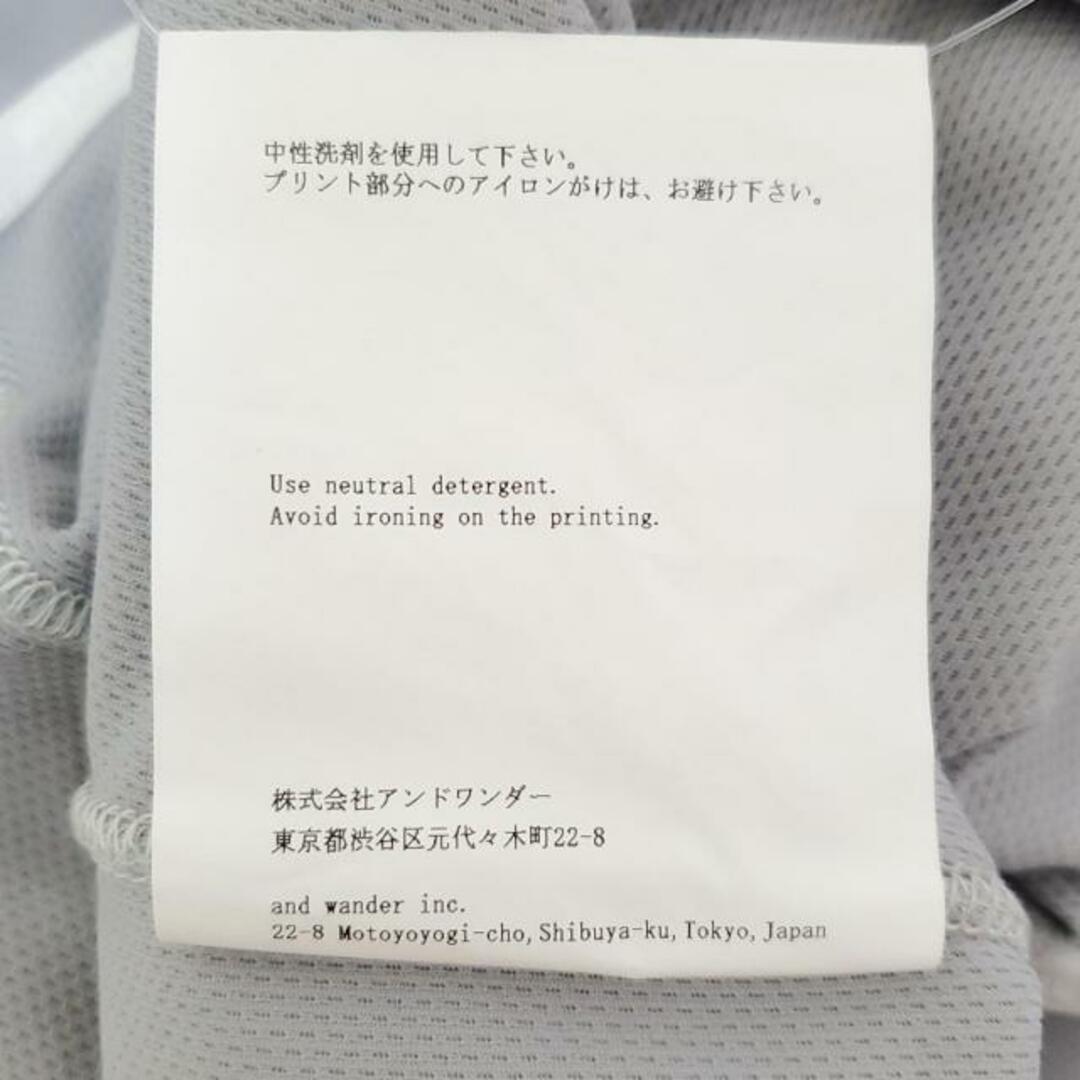 中性洗剤を使用して下さい。
プリント部分へのアイロンがけは、お避け下さい。
Use neutral detergent.
Avoid ironing on the printing.
株式会社アンドワンダー
東京都渋谷区元代々木町22-8
and wander inc.
22-8 Motoyoyogi-cho,Shibuya-ku,Tokyo,Japan